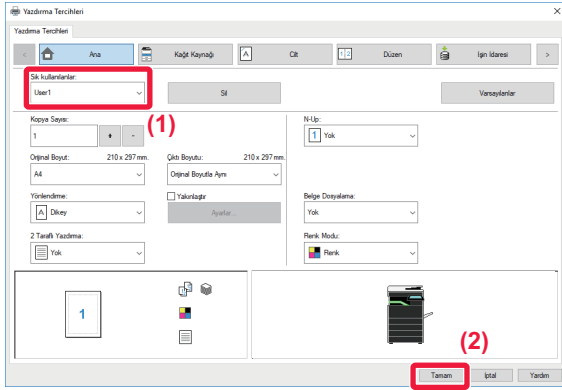 Yazdırma Tercihleri
Yazdırma Tercihleri
Ana
Kağıt Kaynağı
Cilt
Düzen
İşin İdaresi
Sık kullanılanlar:
User1
Sil
Varsayılanlar
(1)
Kopya Sayısı:
1
+ -
N-Up:
1 Yok
Orijinal Boyut: 210 x 297 mm.
A4
Çıktı Boyutu: 210 x 297 mm.
Orijinal Boyutla Aynı
Yönlendirme:
A Dikey
Yakınlaştır
Ayarlar...
Belge Dosyalama:
Yok
2 Taraflı Yazdırma:
Yok
Renk Modu:
Renk
1
(2)
Tamam
İptal
Yardım